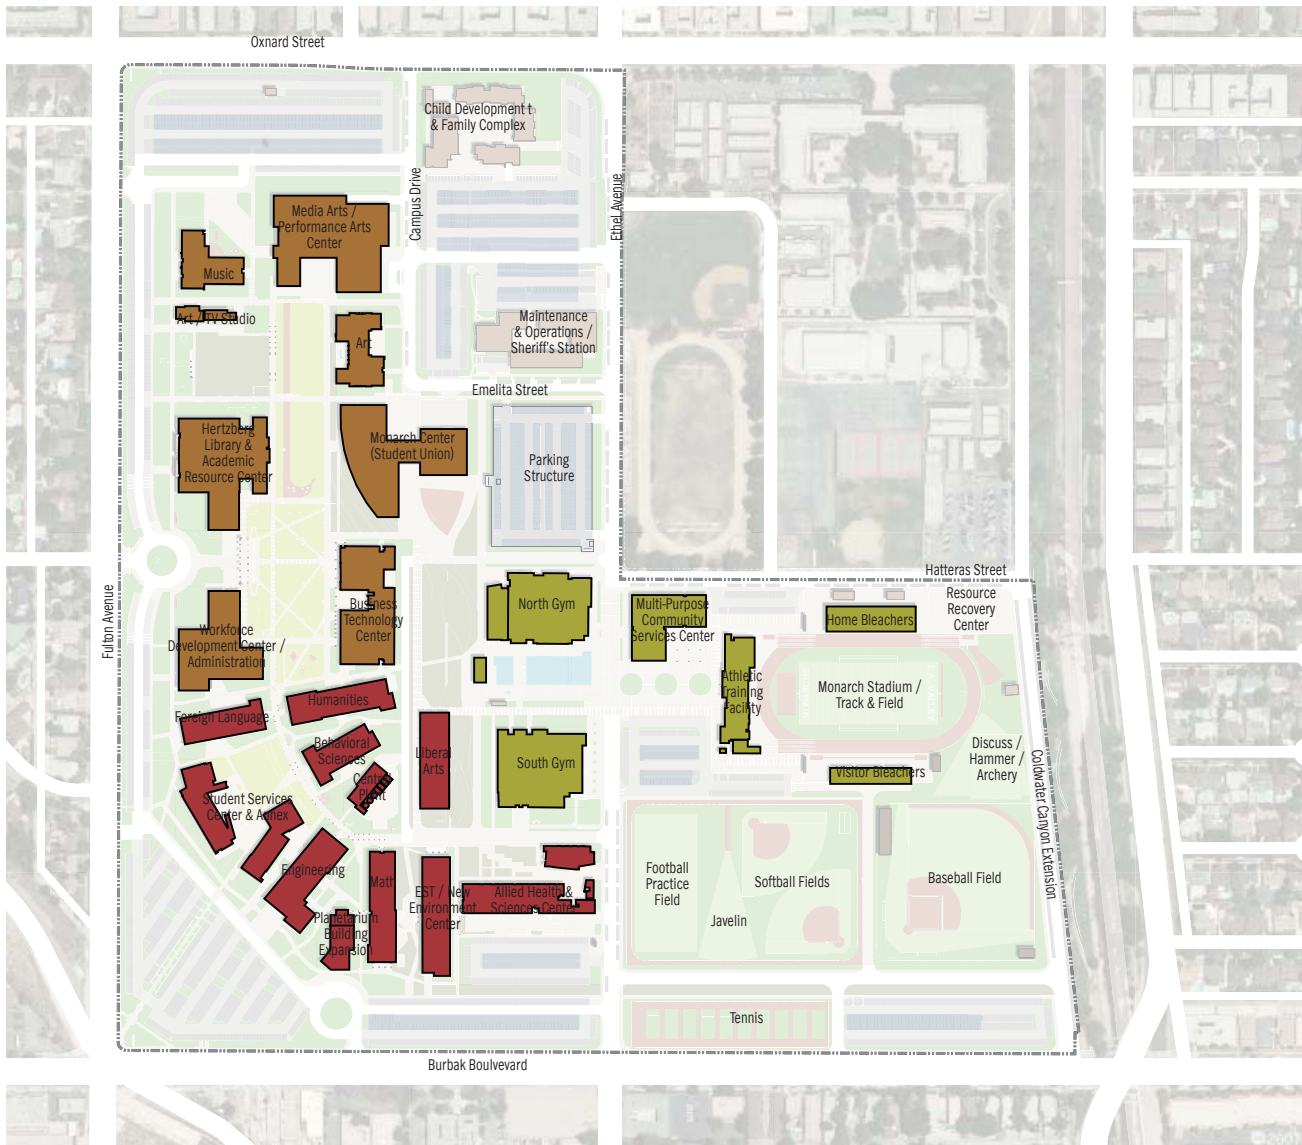 Oxnard Street
Child Development t
& Family Complex
Campus Drive
Ethel Avenue
Media Arts /
Performance Arts
Center
Music
Art / TV Studio
Art
Maintenance
& Operations /
Sheriff's Station
Emelita Street
Hertzberg
Library &
Academic
Resource Center
Monarch Center
(Student Union)
Parking
Structure
Hatteras Street
Fulton Avenue
Business
Technology
Center
North Gym
Multi-Purpose
Community
Services Center
Home Bleachers
Resource
Recovery
Center
Workforce
Development Center /
Administration
Athletic
Training
Facility
Monarch Stadium /
Track & Field
Humanities
Foreign Language
Behavioral
Sciences
Liberal
Arts
South Gym
Visitor Bleachers
Discuss /
Hammer /
Archery
Coldwater Canyon Extension
Central
Plant
Student Services
Center & Annex
Engineering
Math
EST / New
Environment
Center
Allied Health &
Sciences Center
Football
Practice
Field
Softball Fields
Baseball Field
Javelin
Planetarium
Building
Expansion
Tennis
Burbak Boulvevard